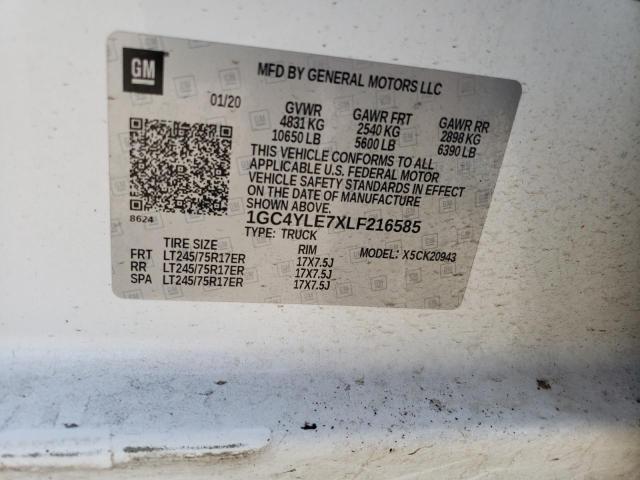 GM
MFD BY GENERAL MOTORS LLC
01/20
GVWR GAWR FRT GAWR RR
4831 KG 2540 KG 2898 KG
10650 LB 5600 LB 6390 LB
THIS VEHICLE CONFORMS TO ALL
APPLICABLE U.S. FEDERAL MOTOR
VEHICLE SAFETY STANDARDS IN EFFECT
ON THE DATE OF MANUFACTURE
SHOWN ABOVE.
8624
1GC4YLE7XLF216585
TYPE: TRUCK MODEL: X5CK20943
TIRE SIZE RIM
FRT LT245/75R17ER 17X7.5J
RR LT245/75R17ER 17X7.5J
SPA LT245/75R17ER 17X7.5J